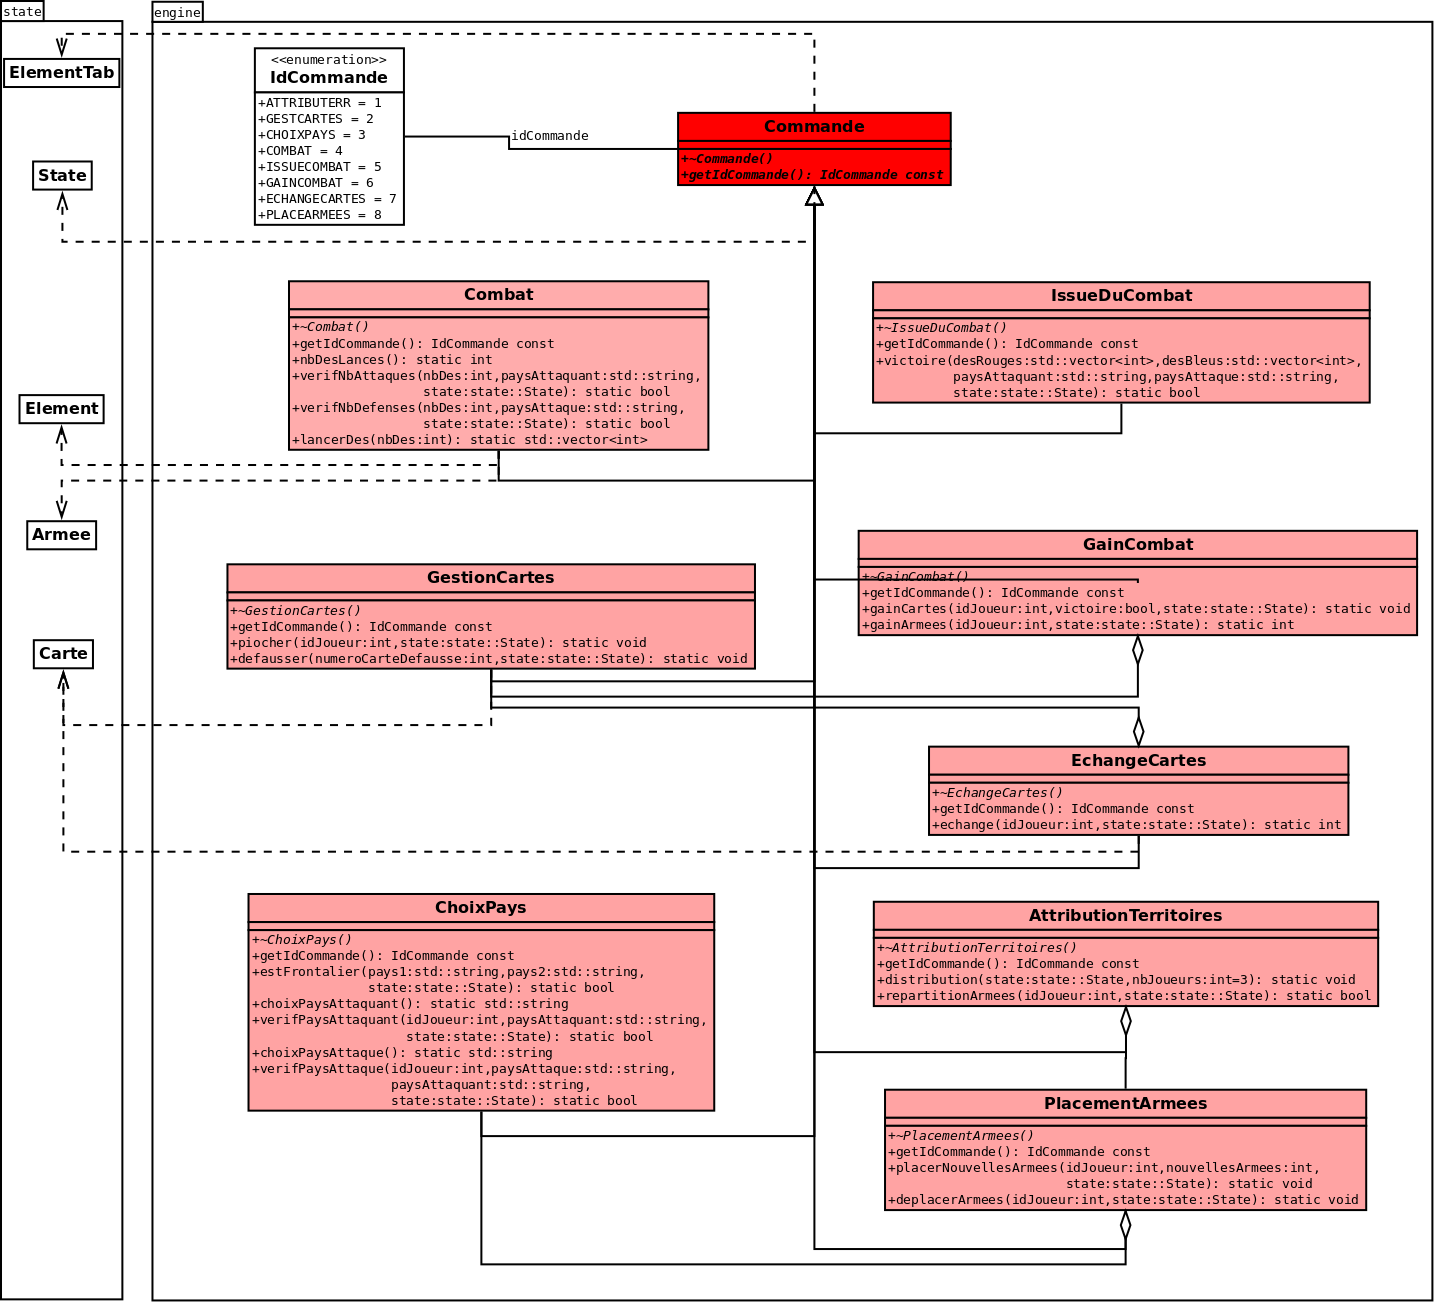 state
engine
ElementTab
State
Element
Armee
Carte
<<enumeration>>
IdCommande
+ATTRIBUTERR = 1
+GESTCARTES = 2
+CHOIXPAYS = 3
+COMBAT = 4
+ISSUECOMBAT = 5
+GAINCOMBAT = 6
+ECHANGECARTES = 7
+PLACEARMEES = 8
idCommande
Commande
+~Commande()
+getIdCommande(): IdCommande const
Combat
+~Combat()
+getIdCommande(): IdCommande const
+nbDesLances(): static int
+verifNbAttaques(nbDes:int,paysAttaquant:std::string,
state:state::State): static bool
+verifNbDefenses(nbDes:int,paysAttaque:std::string,
state:state::State): static bool
+lancerDes(nbDes:int): static std::vector<int>
IssueDuCombat
+~IssueDuCombat()
+getIdCommande(): IdCommande const
+victoire(desRouges:std::vector<int>,desBleus:std::vector<int>,
paysAttaquant:std::string,paysAttaque:std::string,
state:state::State): static bool
GestionCartes
+~GestionCartes()
+getIdCommande(): IdCommande const
+piocher(idJoueur:int,state:state::State): static void
+defausser(numeroCarteDefausse:int,state:state::State): static void
GainCombat
+~GainCombat()
+getIdCommande(): IdCommande const
+gainCartes(idJoueur:int,victoire:bool,state:state::State): static void
+gainArmees(idJoueur:int,state:state::State): static int
EchangeCartes
+~EchangeCartes()
+getIdCommande(): IdCommande const
+echange(idJoueur:int,state:state::State): static int
ChoixPays
+~ChoixPays()
+getIdCommande(): IdCommande const
+estFrontalier(pays1:std::string,pays2:std::string,
state:state::State): static bool
+choixPaysAttaquant(): static std::string
+verifPaysAttaquant(idJoueur:int,paysAttaquant:std::string,
state:state::State): static bool
+choixPaysAttaque(): static std::string
+verifPaysAttaque(idJoueur:int,paysAttaque:std::string,
paysAttaquant:std::string,
state:state::State): static bool
AttributionTerritoires
+~AttributionTerritoires()
+getIdCommande(): IdCommande const
+distribution(state:state::State,nbJoueurs:int=3): static void
+repartitionArmees(idJoueur:int,state:state::State): static bool
PlacementArmees
+~PlacementArmees()
+getIdCommande(): IdCommande const
+placerNouvellesArmees(idJoueur:int,nouvellesArmees:int,
state:state::State): static void
+deplacerArmees(idJoueur:int,state:state::State): static void